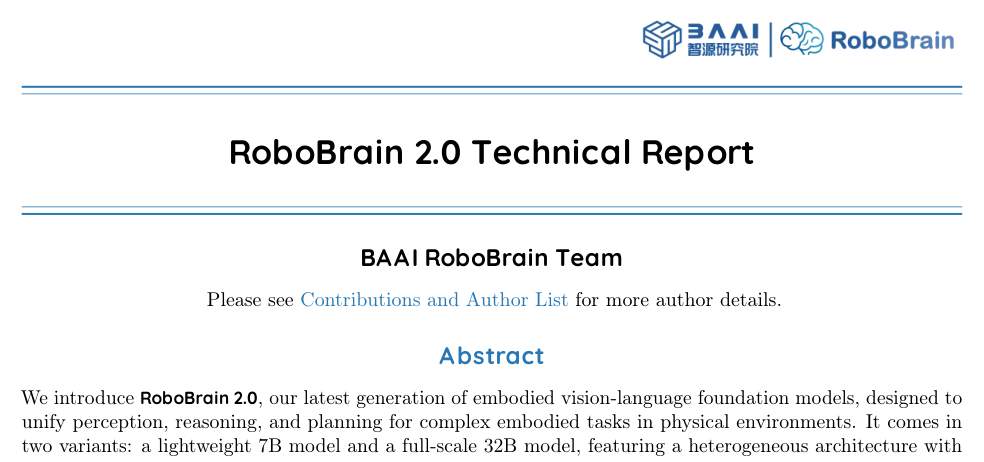 BAAI
智源研究院
RoboBrain
RoboBrain 2.0 Technical Report
BAAI RoboBrain Team
Please see Contributions and Author List for more author details.
Abstract
We introduce RoboBrain 2.0, our latest generation of embodied vision-language foundation models, designed to
unify perception, reasoning, and planning for complex embodied tasks in physical environments. It comes in
two variants: a lightweight 7B model and a full-scale 32B model, featuring a heterogeneous architecture with